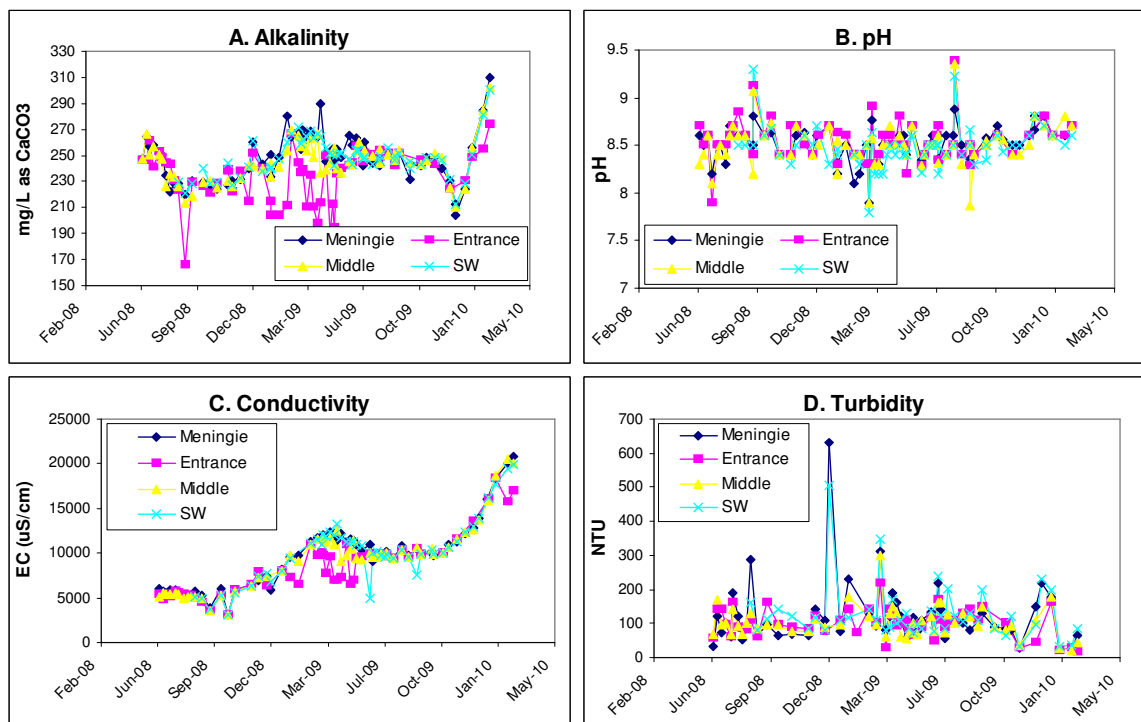 A. Alkalinity
mg/L as CaCO3
330
310
290
270
250
230
210
190
170
150
Feb-08
Jun-08
Sep-08
Dec-08
Mar-09
Jul-09
Oct-09
Jan-10
May-10
Meningie
Entrance
Middle
SW
B. pH
pH
9.5
9
8.5
8
7.5
7
Feb-08
Jun-08
Sep-08
Dec-08
Mar-09
Jul-09
Oct-09
Jan-10
May-10
Meningie
Entrance
Middle
SW
C. Conductivity
EC (uS/cm)
25000
20000
15000
10000
5000
0
Feb-08
Jun-08
Sep-08
Dec-08
Mar-09
Jul-09
Oct-09
Jan-10
May-10
Meningie
Entrance
Middle
SW
D. Turbidity
NTU
700
600
500
400
300
200
100
0
Feb-08
Jun-08
Sep-08
Dec-08
Mar-09
Jul-09
Oct-09
Jan-10
May-10
Meningie
Entrance
Middle
SW